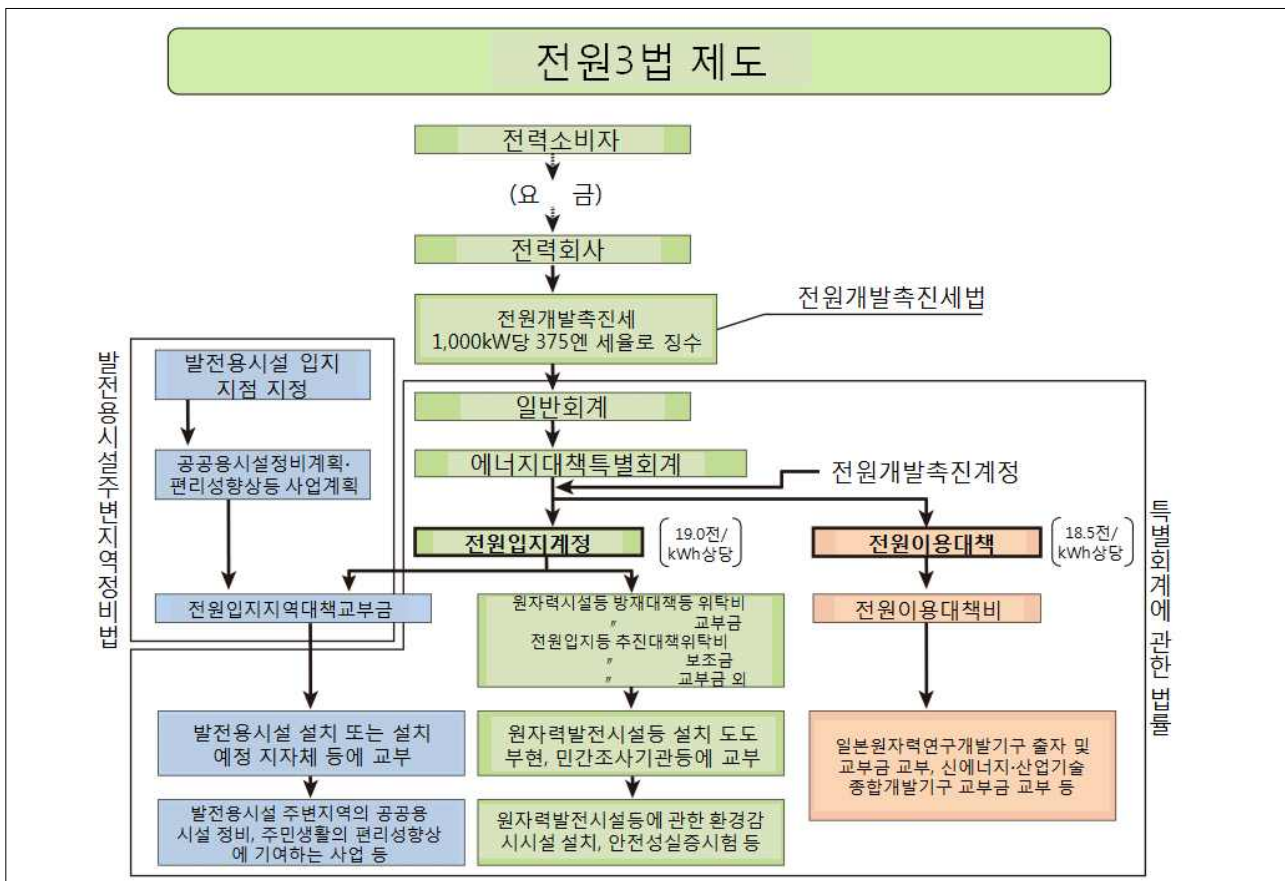 전원3법 제도
전력소비자
(요 금)
전력회사
전원개발촉진세
1,000kW당 375엔 세율로 징수
전원개발촉진세법
발전용시설주변지역정비법
발전용시설 입지
지점 지정
일반회계
공공용시설정비계획·
편리성향상등 사업계획
에너지대책특별회계
전원개발촉진계정
특별회계에 관한 법률
전원입지계정
19.0전/
kWh상당
전원이용대책
18.5전/
kWh상당
전원입지지역대책교부금
원자력시설등 방재대책등 위탁비
〃 교부금
전원입지등 추진대책위탁비
〃 보조금
〃 교부금 외
전원이용대책비
발전용시설 설치 또는 설치
예정 지자체 등에 교부
원자력발전시설등 설치 도도
부현, 민간조사기관등에 교부
일본원자력연구개발기구 출자 및
교부금 교부, 신에너지·산업기술
종합개발기구 교부금 교부 등
발전용시설 주변지역의 공공용
시설 정비, 주민생활의 편리성향상
에 기여하는 사업 등
원자력발전시설등에 관한 환경감
시시설 설치, 안전성실증시험 등